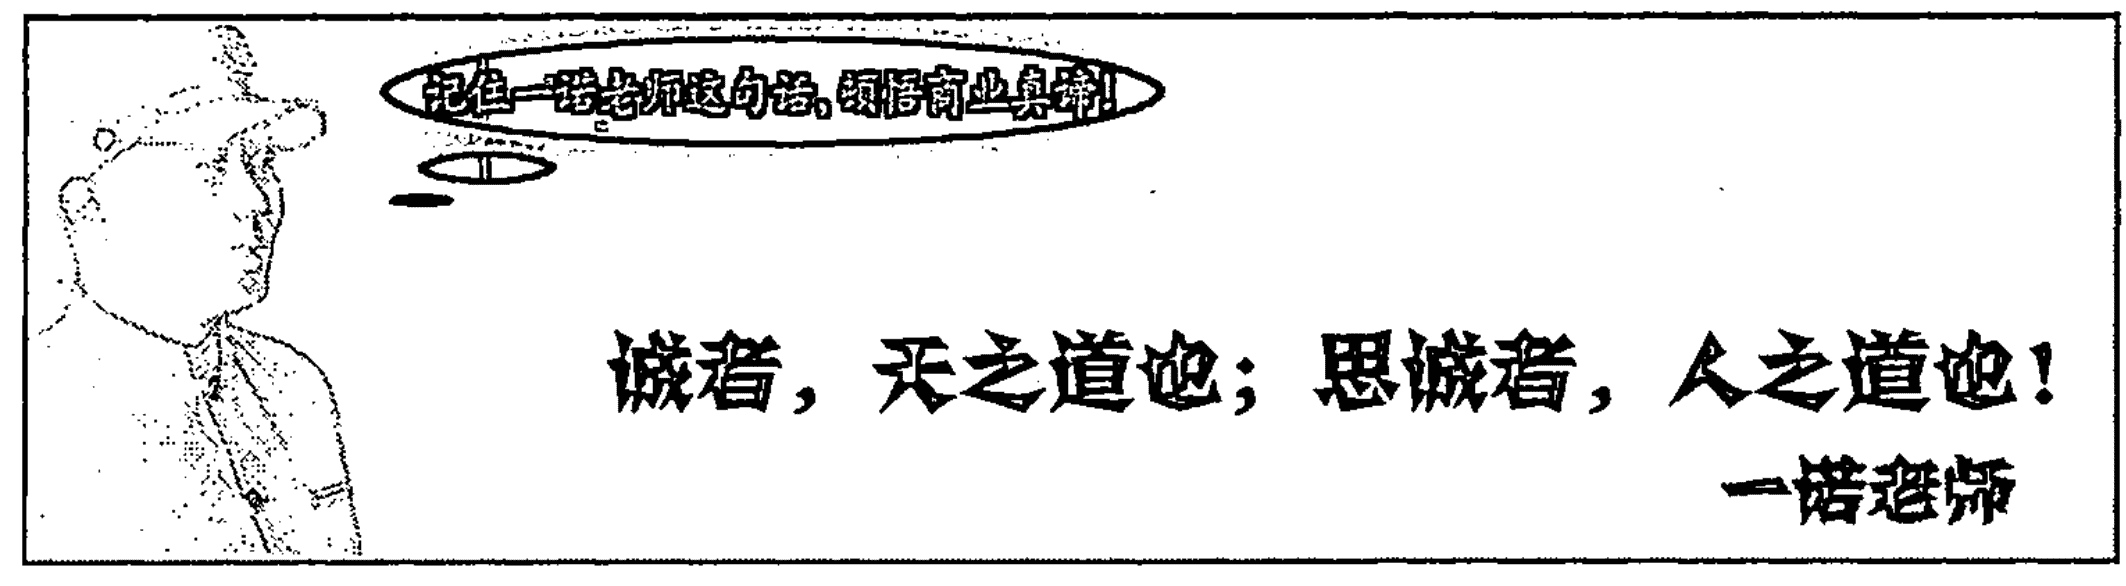 记住一诺老师这句话,领悟商业真谛!
诚者，天之道也；思诚者，人之道也！
一诺老师